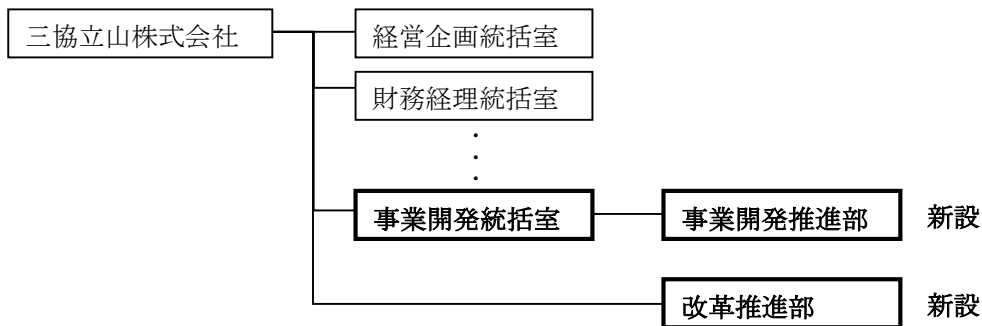 三協立山株式会社
経営企画統括室
財務経理統括室
・
・
・
事業開発統括室
事業開発推進部
新設
改革推進部
新設